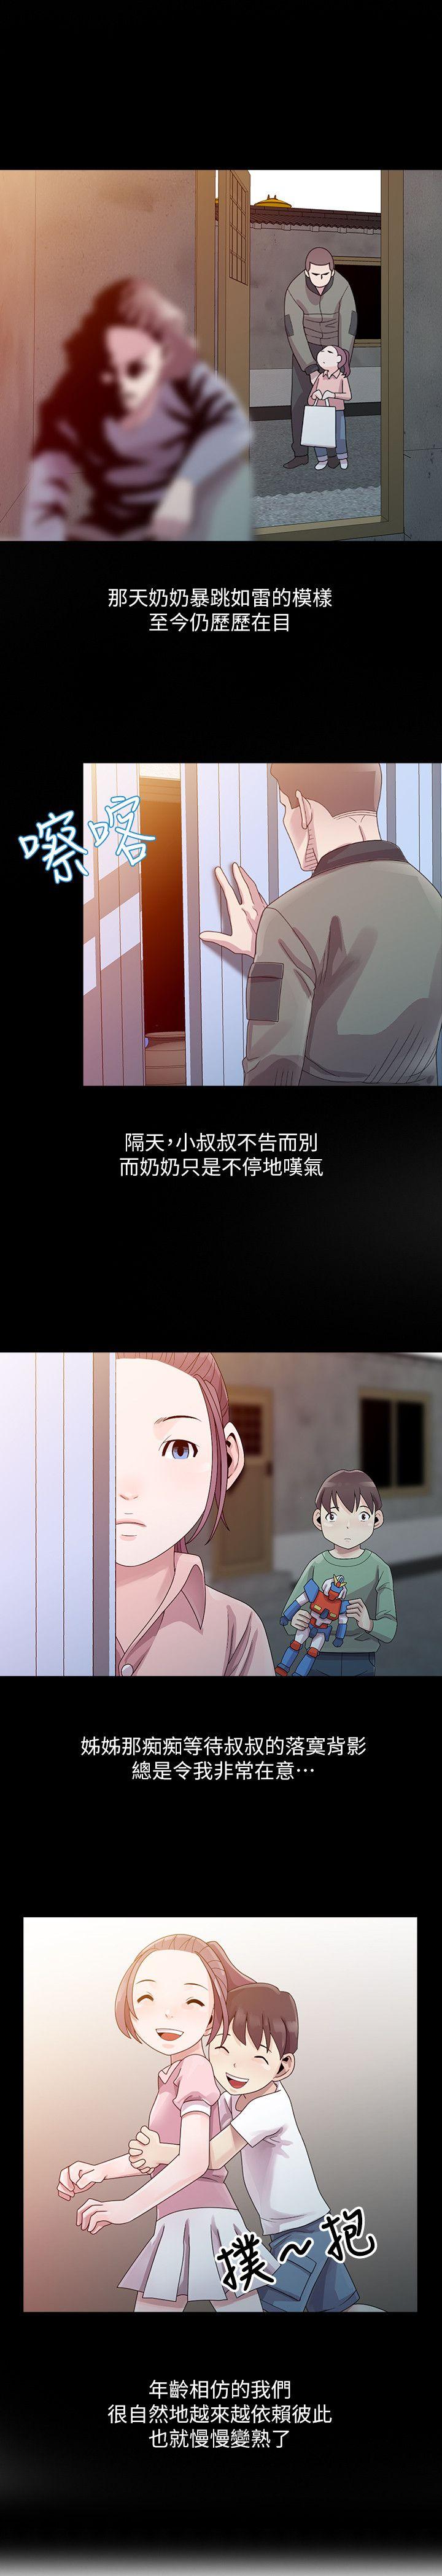 那天奶奶暴跳如雷的模樣
至今仍歷歷在目
嚓喀
隔天,小叔叔不告而別
而奶奶只是不停地嘆氣
姊姊那痴痴等待叔叔的落寞背影
總是令我非常在意⋯
撲~抱
年齡相仿的我們
很自然地越來越依賴彼此
也就慢慢變熟了